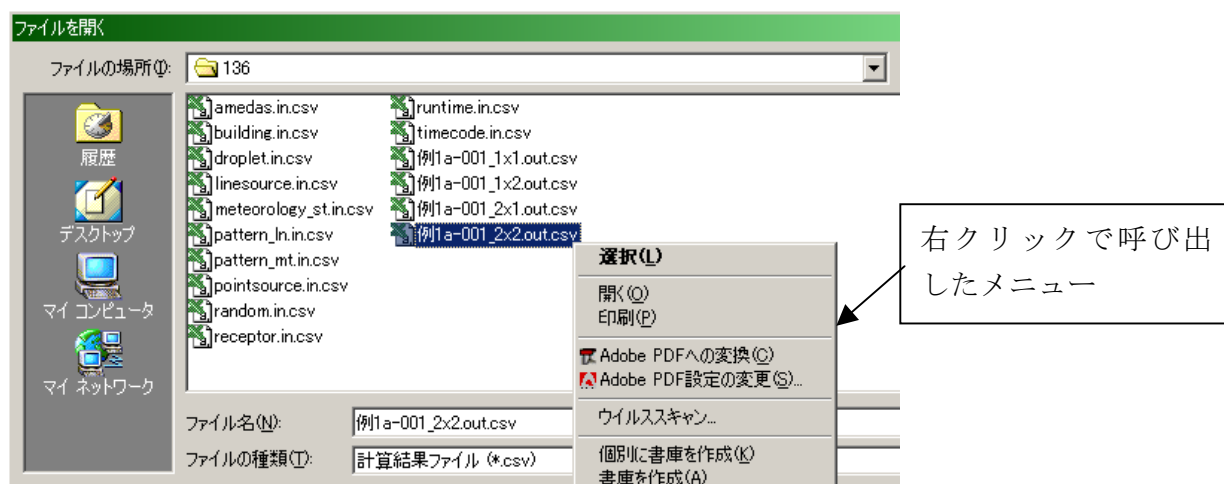 ファイルを開く
ファイルの場所(I):
136
履歴
デスクトップ
マイ コンピュータ
マイ ネットワーク
amedas.in.csv
building.in.csv
droplet.in.csv
linesource.in.csv
meteorology_st.in.csv
pattern_ln.in.csv
pattern_mt.in.csv
pointsource.in.csv
random.in.csv
receptor.in.csv
runtime.in.csv
timecode.in.csv
例1a-001_1x1.out.csv
例1a-001_1x2.out.csv
例1a-001_2x1.out.csv
例1a-001_2x2.out.csv
選択(L)
開く(O)
印刷(P)
Adobe PDFへの変換(C)
Adobe PDF設定の変更(S)...
ウイルススキャン...
個別に書庫を作成(K)
書庫を作成(A)
ファイル名(N):
例1a-001_2x2.out.csv
ファイルの種類(T):
計算結果ファイル (*.csv)
右クリックで呼び出
したメニュー